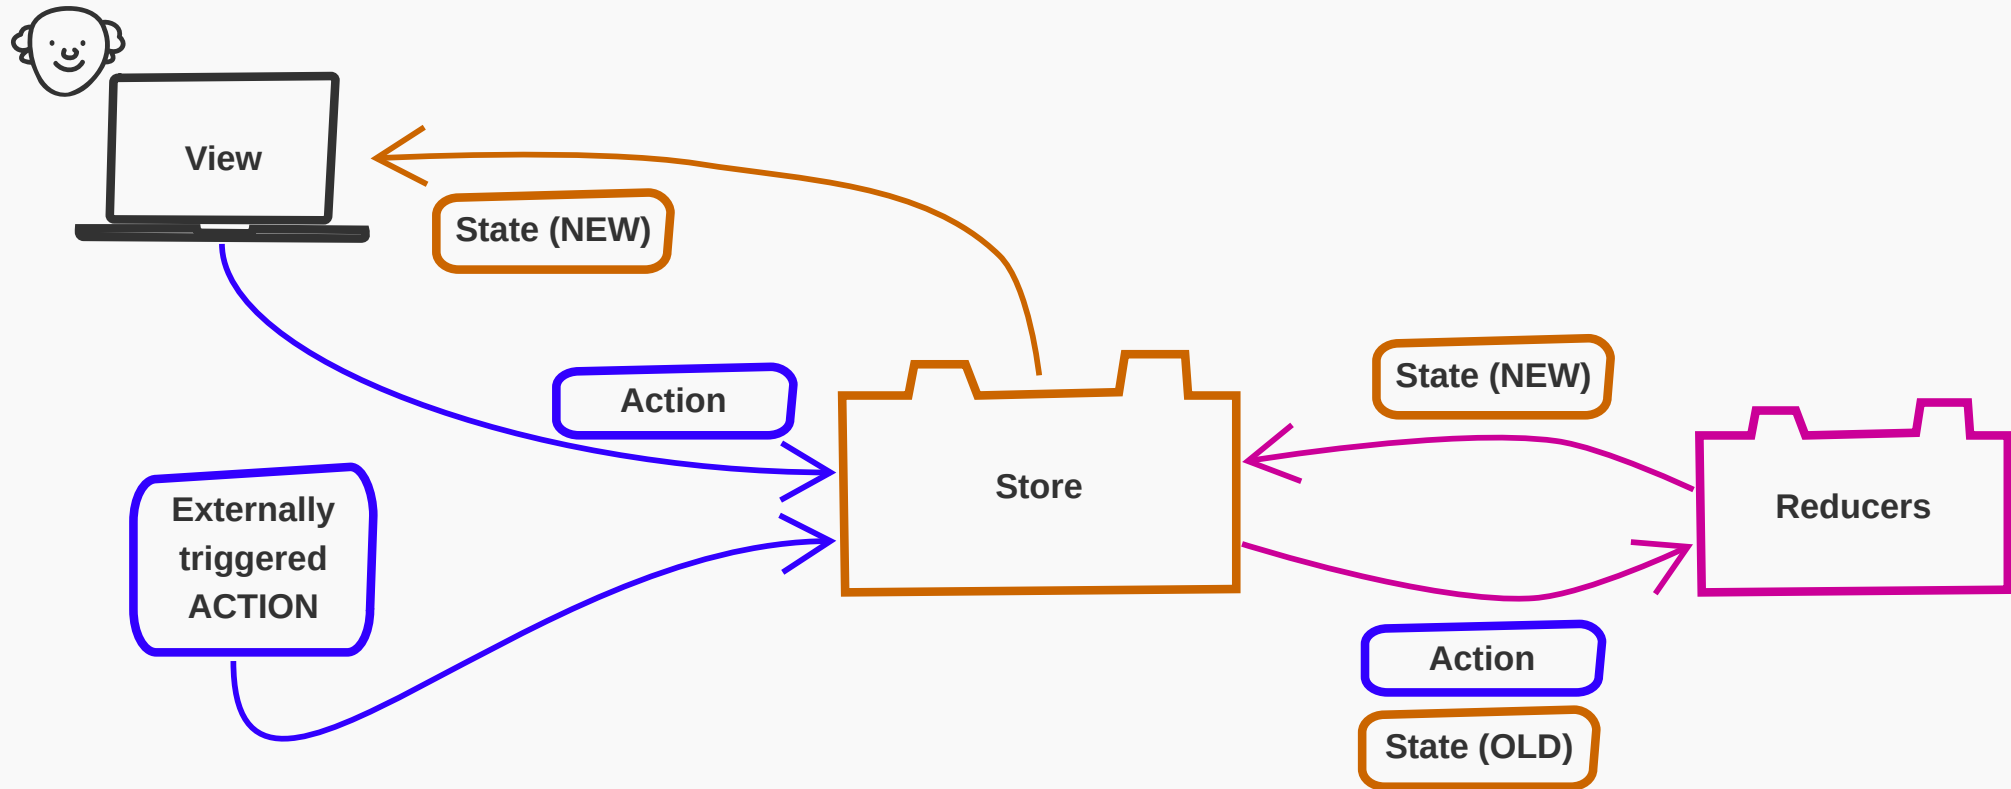 View
State (NEW)
Action
State (NEW)
Externally
triggered
ACTION
Store
Reducers
Action
State (OLD)